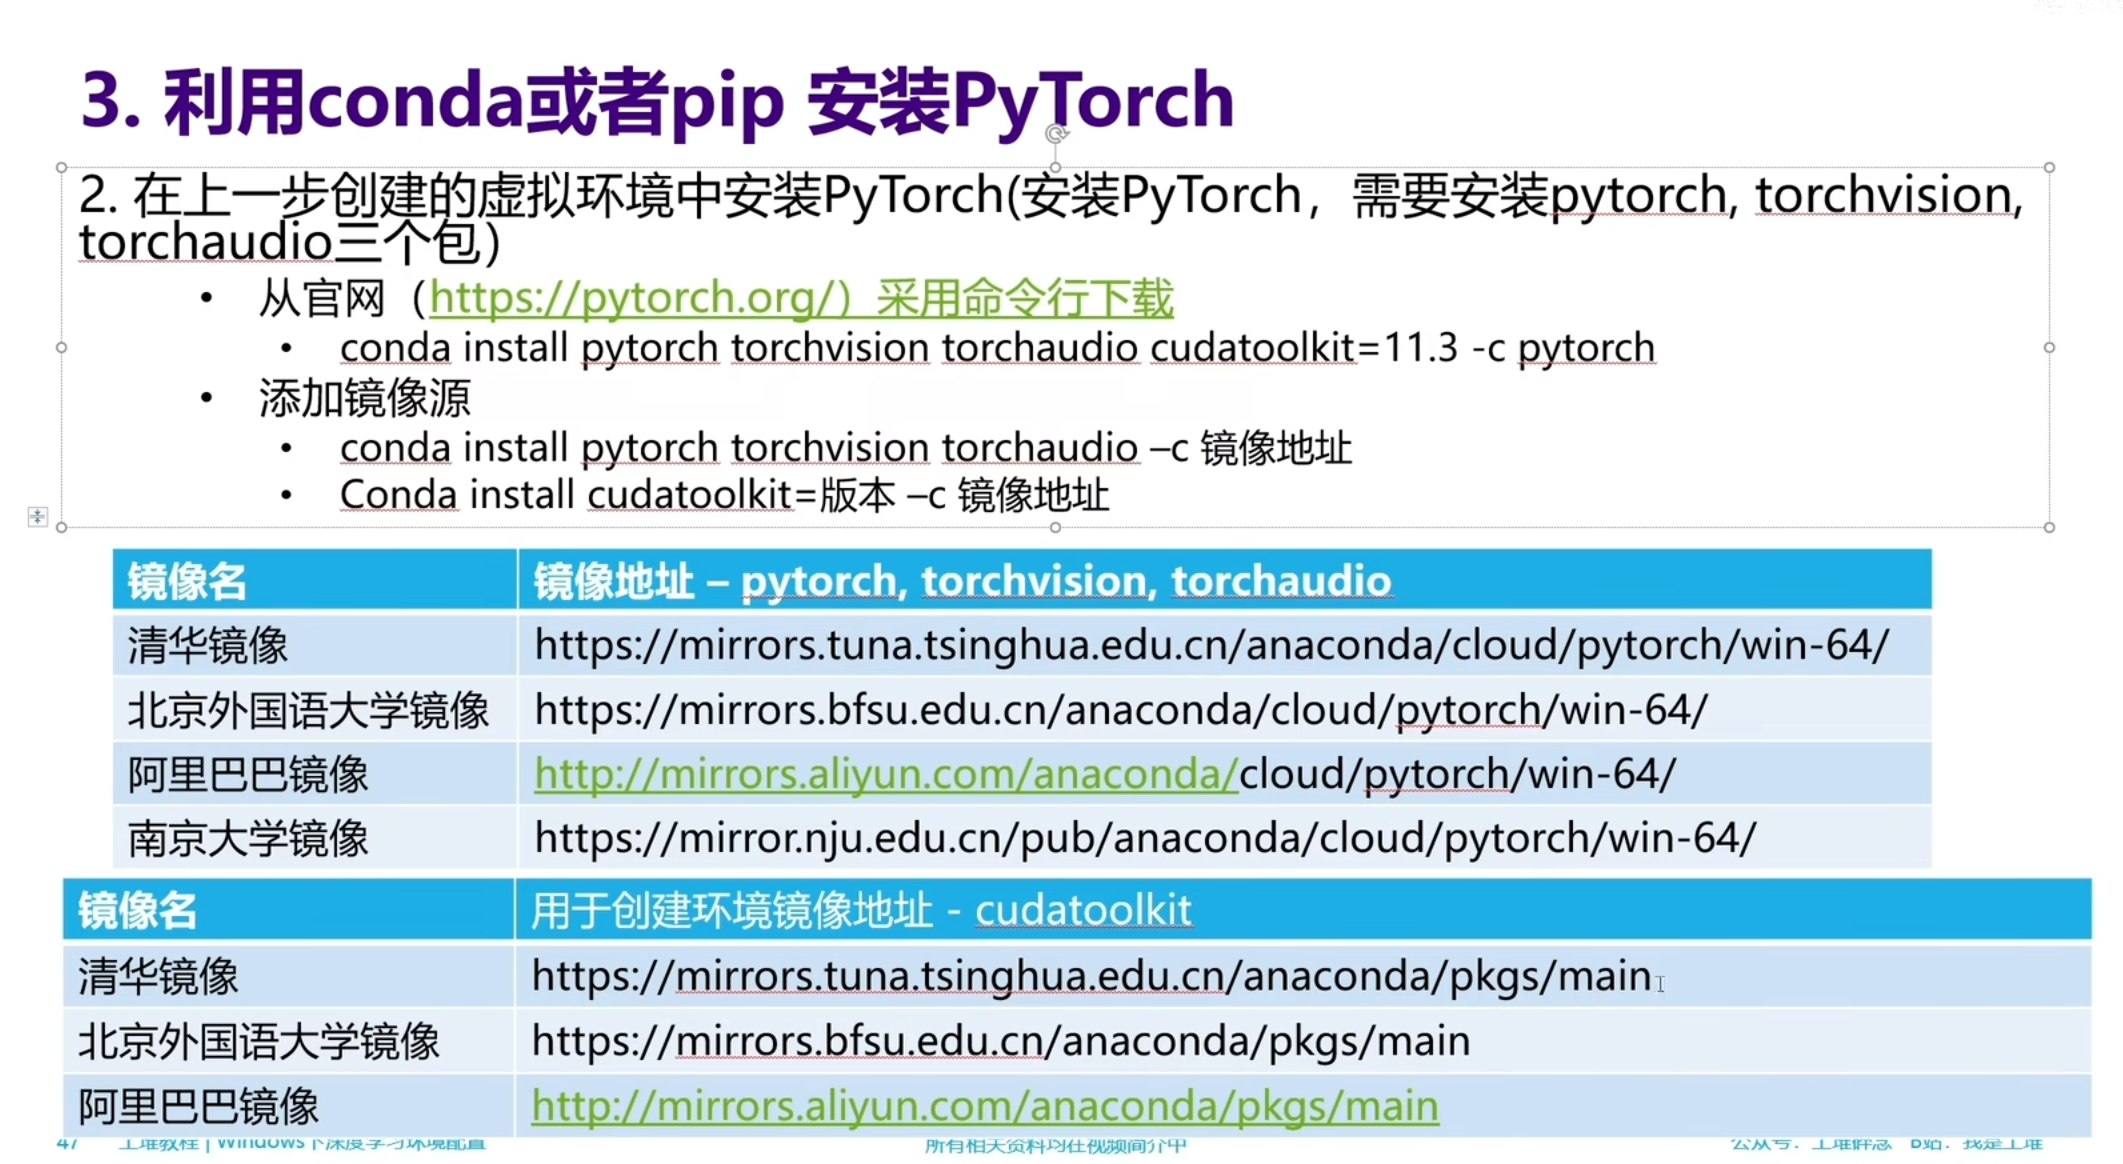 3. 利用conda或者pip 安装PyTorch
2. 在上一步创建的虚拟环境中安装PyTorch(安装PyTorch，需要安装pytorch, torchvision,
torchaudio三个包）
• 从官网（https://pytorch.org/）采用命令行下载
• conda install pytorch torchvision torchaudio cudatoolkit=11.3 -c pytorch
• 添加镜像源
• conda install pytorch torchvision torchaudio –c 镜像地址
• Conda install cudatoolkit=版本 –c 镜像地址
镜像名 镜像地址 – pytorch, torchvision, torchaudio
清华镜像 https://mirrors.tuna.tsinghua.edu.cn/anaconda/cloud/pytorch/win-64/
北京外国语大学镜像 https://mirrors.bfsu.edu.cn/anaconda/cloud/pytorch/win-64/
阿里巴巴镜像 http://mirrors.aliyun.com/anaconda/cloud/pytorch/win-64/
南京大学镜像 https://mirror.nju.edu.cn/pub/anaconda/cloud/pytorch/win-64/
镜像名 用于创建环境镜像地址 - cudatoolkit
清华镜像 https://mirrors.tuna.tsinghua.edu.cn/anaconda/pkgs/main
北京外国语大学镜像 https://mirrors.bfsu.edu.cn/anaconda/pkgs/main
阿里巴巴镜像 http://mirrors.aliyun.com/anaconda/pkgs/main
47 土堆教程 | Windows下深度学习环境配置 所有相关资料均在视频简介中 公众号：土堆碎念 B站：我是土堆